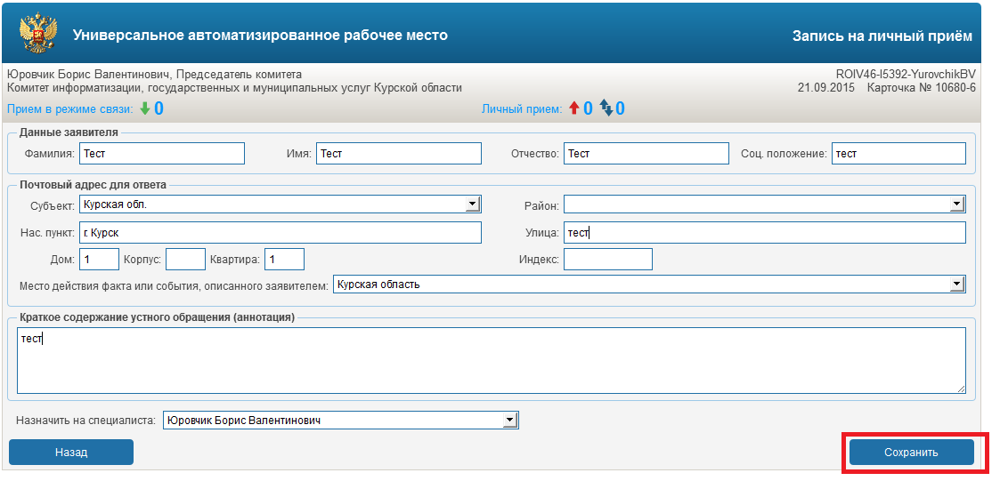 Универсальное автоматизированное рабочее место
Запись на личный приём
Юровчик Борис Валентинович, Председатель комитета
ROIV46-I5392-YurovchikBV
Комитет информатизации, государственных и муниципальных услуг Курской области
21.09.2015 Карточка № 10680-6
Прием в режиме связи: 0
Личный прием: 0 0
Данные заявителя
Фамилия: Тест Имя: Тест Отчество: Тест Соц. положение: тест
Почтовый адрес для ответа
Субъект: Курская обл. Район:
Нас. пункт: г. Курск Улица: тест
Дом: 1 Корпус: Квартира: 1 Индекс:
Место действия факта или события, описанного заявителем: Курская область
Краткое содержание устного обращения (аннотация)
тест
Назначить на специалиста: Юровчик Борис Валентинович
Назад Сохранить